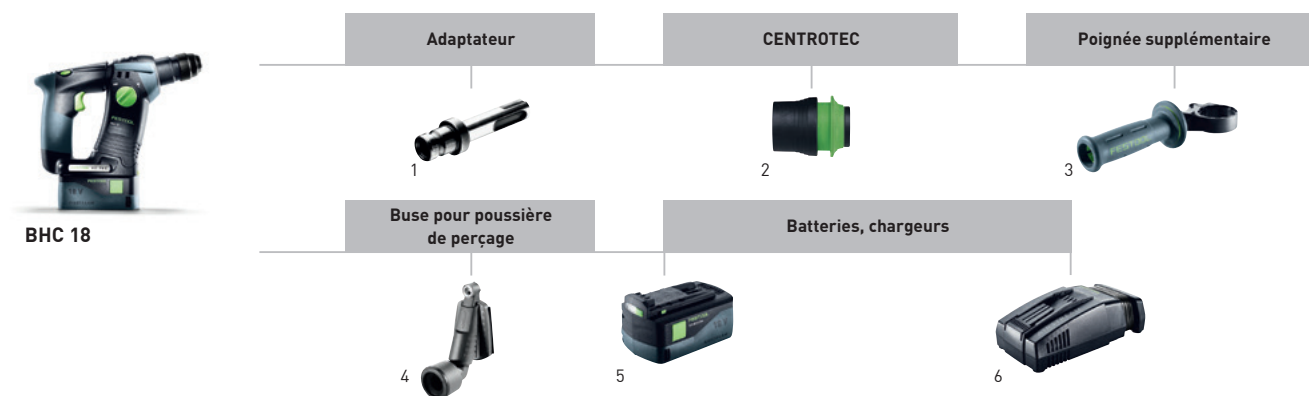 Adaptateur
CENTROTEC
Poignée supplémentaire
1
2
3
FESTOOL
BHC 18
Buse pour poussière
de perçage
Batteries, chargeurs
4
5
6